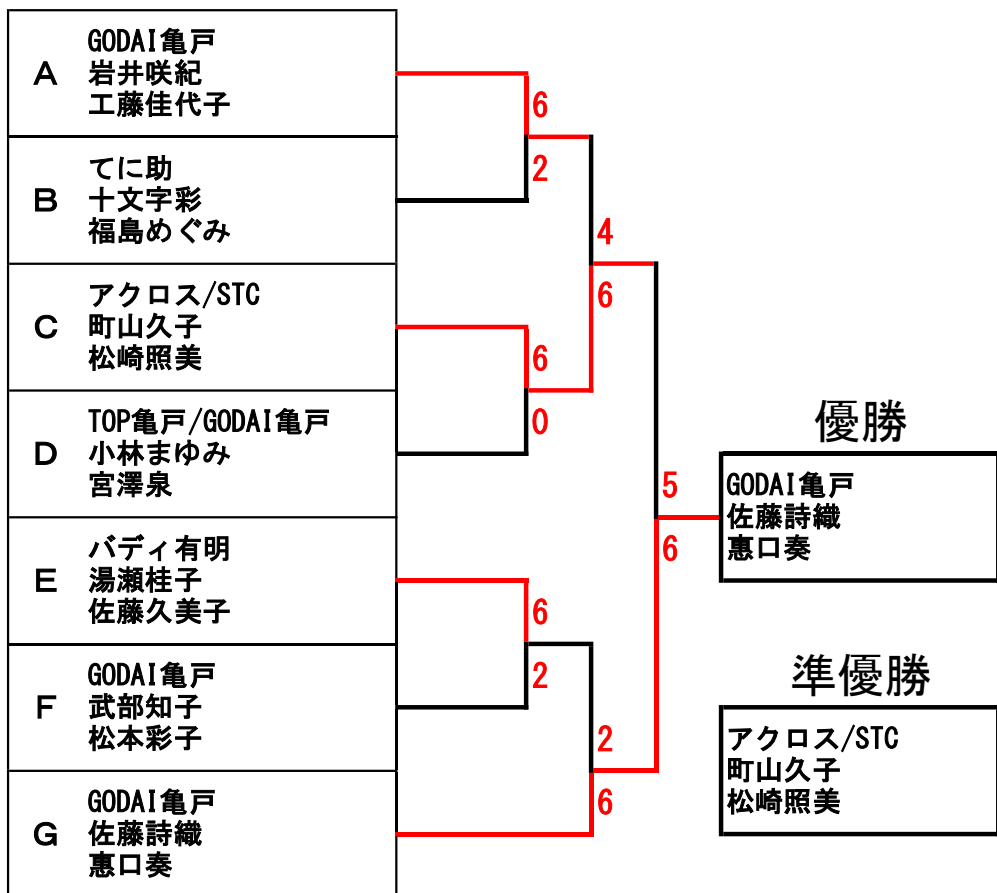 A
GODAI亀戸
岩井咲紀
工藤佳代子
B
てに助
十文字彩
福島めぐみ
C
アクロス/STC
町山久子
松崎照美
D
TOP亀戸/GODAI亀戸
小林まゆみ
宮澤泉
E
バディ有明
湯瀬桂子
佐藤久美子
F
GODAI亀戸
武部知子
松本彩子
G
GODAI亀戸
佐藤詩織
惠口奏
6
2
6
0
6
2
4
6
2
6
5
6
優勝
GODAI亀戸
佐藤詩織
惠口奏
準優勝
アクロス/STC
町山久子
松崎照美